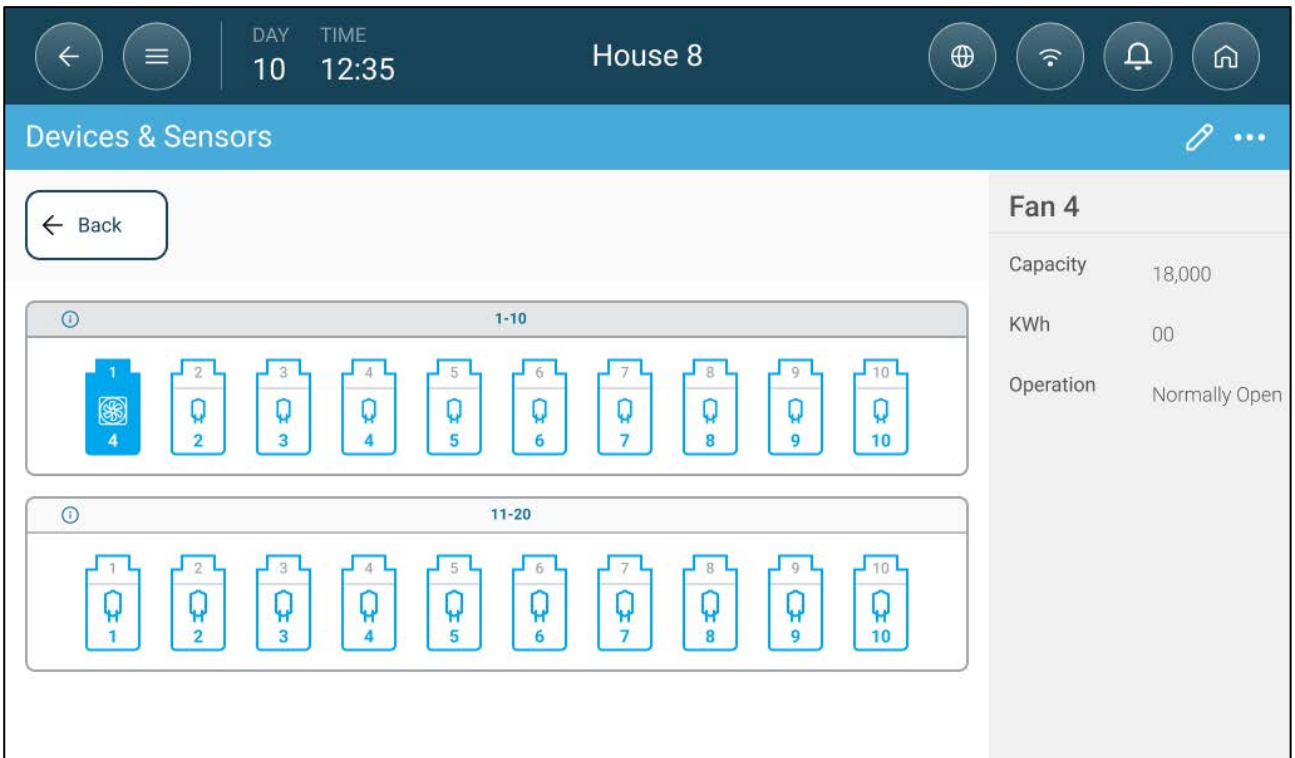 DAY TIME
10 12:35
House 8
Devices & Sensors
Back
1-10
1 2 3 4 5 6 7 8 9 10
4 2 3 4 5 6 7 8 9 10
11-20
1 2 3 4 5 6 7 8 9 10
1 2 3 4 5 6 7 8 9 10
Fan 4
Capacity 18,000
KWh 00
Operation Normally Open